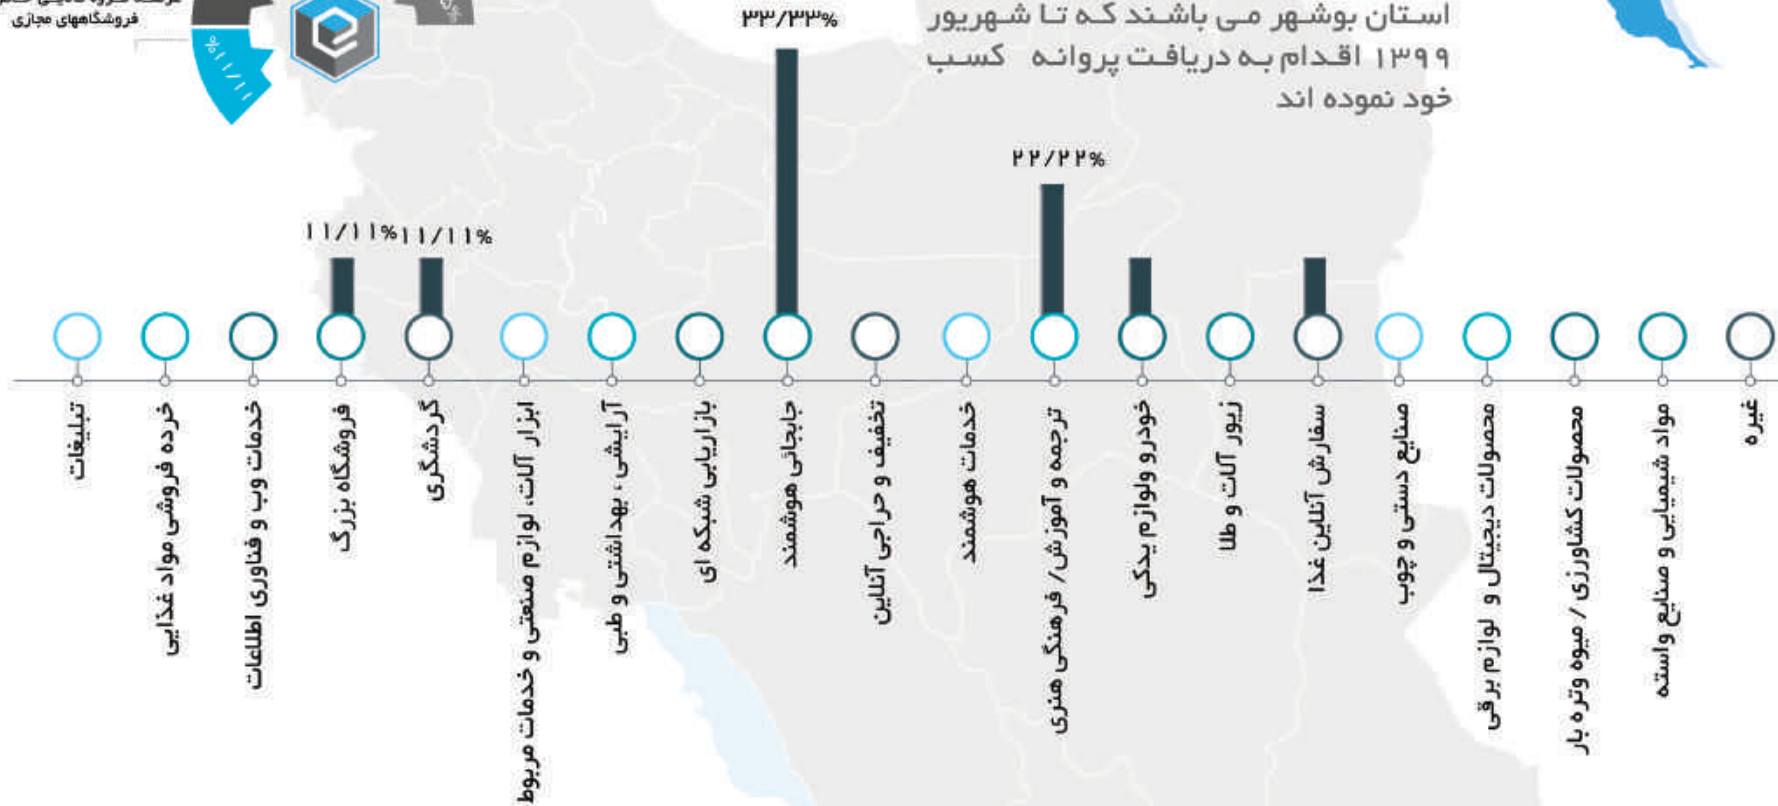 فروشگاههای مجازی
۱۱/۱۱%
استان بوشهر می باشند که تا شهریور
۱۳۹۹ اقدام به دریافت پروانه کسب
خود نموده اند
۱۱/۱۱%
۱۱/۱۱%
۳۳/۳۳%
۲۲/۲۲%
تبلیغات
خرده فروشی مواد غذایی
خدمات وب و فناوری اطلاعات
فروشگاه بزرگ
گردشگری
ابزار آلات، لوازم صنعتی و خدمات مربوط
آرایشی ، بهداشتی و طبی
بازاریابی شبکه ای
جابجائی هوشمند
تخفیف و حراجی آنلاین
خدمات هوشمند
ترجمه و آموزش/ فرهنگی هنری
خودرو ولوازم یدکی
زیور آلات و طلا
سفارش آنلاین غذا
صنایع دستی و چوب
محصولات دیجیتال و لوازم برقی
محصولات کشاورزی / میوه وتره بار
مواد شیمیایی و صنایع واسته
غیره